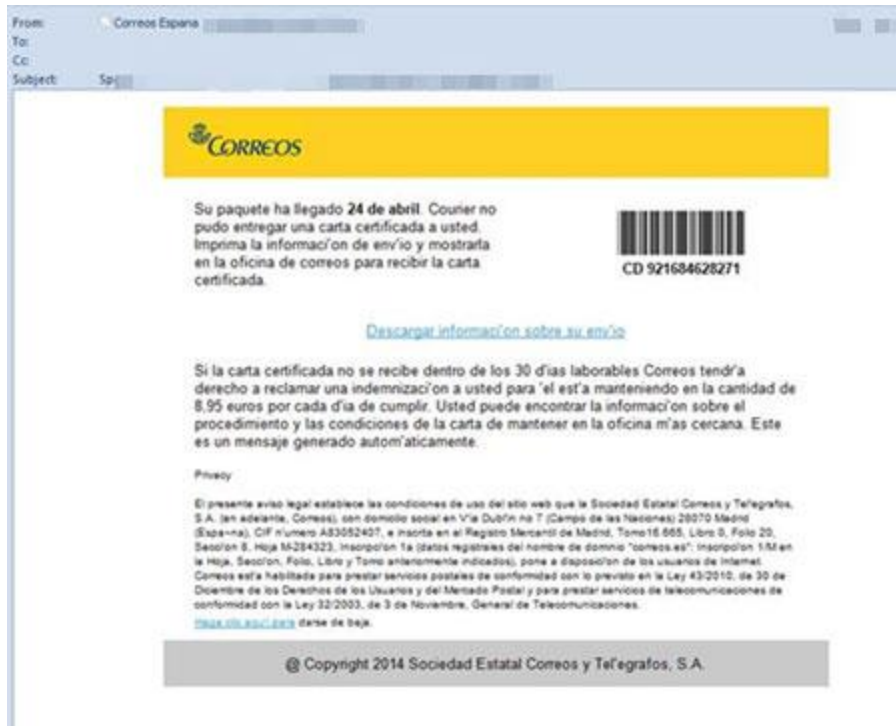 From: Correos Espana
To:
Cc:
Subject:
CORREOS
Su paquete ha llegado 24 de abril. Courier no
pudo entregar una carta certificada a usted.
Imprima la informaci'on de env'io y mostrarla
en la oficina de correos para recibir la carta
certificada.
CD 921684628271
Descargar informaci'on sobre su env'io
Si la carta certificada no se recibe dentro de los 30 d'ias laborables Correos tendr'a
derecho a reclamar una indemnizaci'on a usted para 'el est'a manteniendo en la cantidad de
8,95 euros por cada d'ia de cumplir. Usted puede encontrar la informaci'on sobre el
procedimiento y las condiciones de la carta de mantener en la oficina m'as cercana. Este
es un mensaje generado autom'aticamente.
Privacy
El presente aviso legal establece las condiciones de uso del sitio web que la Sociedad Estatal Correos y Tel'egrafos,
S.A. (en adelante, Correos), con domicilio social en V'ia Dubl'in no 7 (Campo de las Naciones) 28070 Madrid
(Espa~na), CIF n'umero A83052407, e inscrita en el Registro Mercantil de Madrid, Tomo16.665, Libro 0, Folio 20,
Secci'on 8, Hoja M-284323, Inscripci'on 1a (datos registrales del nombre de dominio "correos.es": Inscripci'on 1/M en
la Hoja, Secci'on, Folio, Libro y Tomo anteriormente indicados), pone a disposici'on de los usuarios de Internet.
Correos est'a habilitada para prestar servicios postales de conformidad con lo previsto en la Ley 43/2010, de 30 de
Diciembre de los Derechos de los Usuarios y del Mercado Postal y para prestar servicios de telecomunicaciones de
conformidad con la Ley 32/2003, de 3 de Noviembre, General de Telecomunicaciones.
Haga clic aqu'i para darse de baja.
@ Copyright 2014 Sociedad Estatal Correos y Tel'egrafos, S.A.